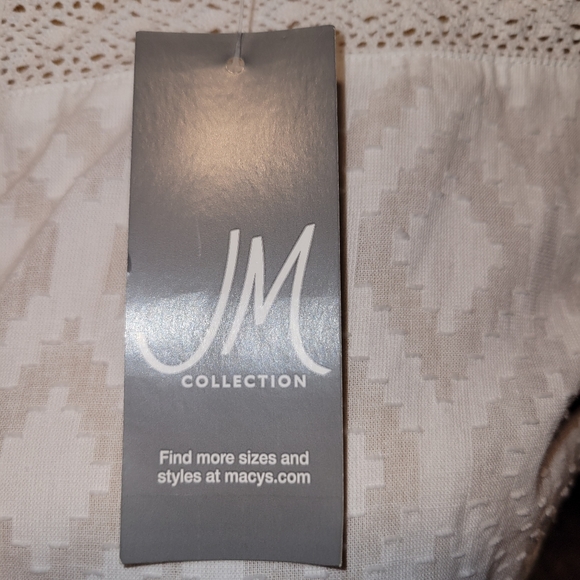 JM
COLLECTION
Find more sizes and
styles at macys.com